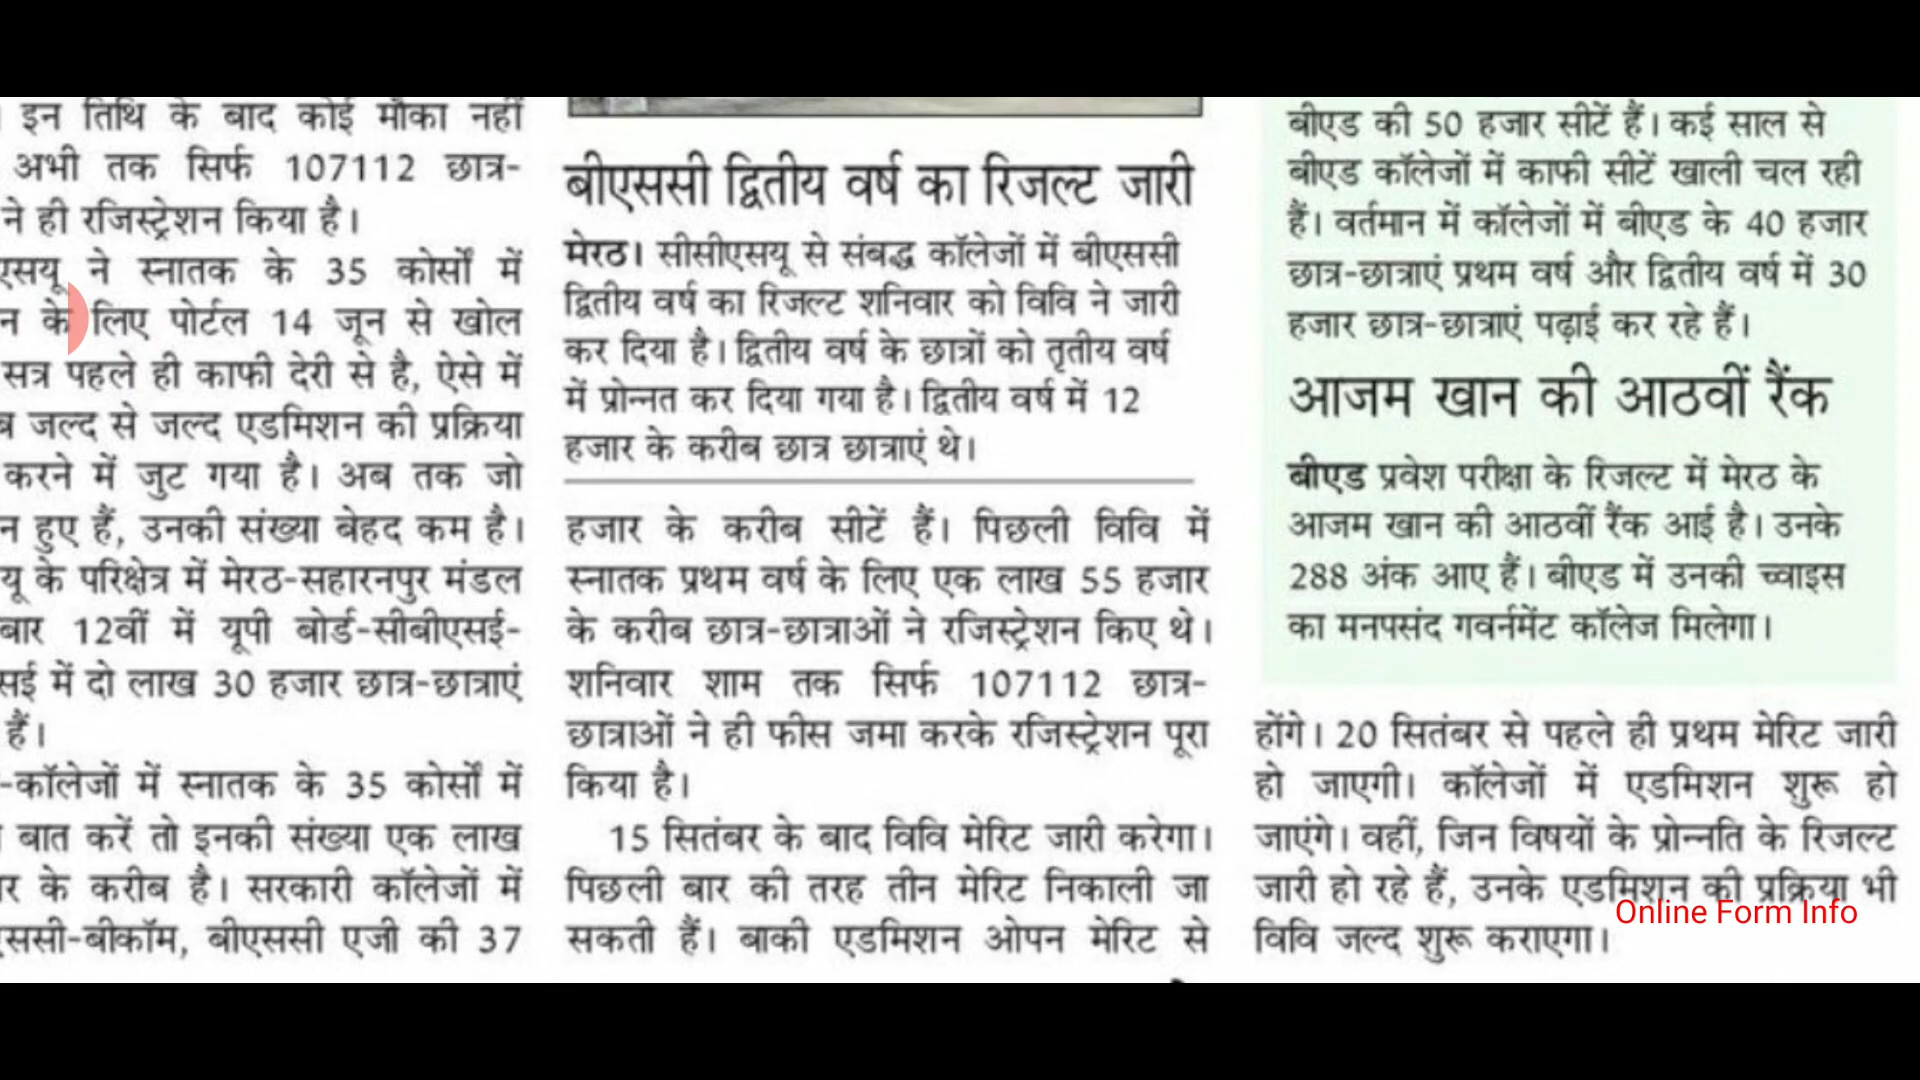 इन तिथि के बाद कोई मौका नहीं
अभी तक सिर्फ 107112 छात्र-
ने ही रजिस्ट्रेशन किया है।
एसयू ने स्नातक के 35 कोर्सों में
न के लिए पोर्टल 14 जून से खोल
सत्र पहले ही काफी देरी से है, ऐसे में
ब जल्द से जल्द एडमिशन की प्रक्रिया
करने में जुट गया है। अब तक जो
न हुए हैं, उनकी संख्या बेहद कम है।
यू के परिक्षेत्र में मेरठ-सहारनपुर मंडल
बार 12वीं में यूपी बोर्ड-सीबीएसई-
सई में दो लाख 30 हजार छात्र-छात्राएं
हैं।
-कॉलेजों में स्नातक के 35 कोर्सों में
बात करें तो इनकी संख्या एक लाख
र के करीब है। सरकारी कॉलेजों में
एससी-बीकॉम, बीएससी एजी की 37
बीएससी द्वितीय वर्ष का रिजल्ट जारी
मेरठ। सीसीएसयू से संबद्ध कॉलेजों में बीएससी
द्वितीय वर्ष का रिजल्ट शनिवार को विवि ने जारी
कर दिया है। द्वितीय वर्ष के छात्रों को तृतीय वर्ष
में प्रोन्नत कर दिया गया है। द्वितीय वर्ष में 12
हजार के करीब छात्र छात्राएं थे।
हजार के करीब सीटें हैं। पिछली विवि में
स्नातक प्रथम वर्ष के लिए एक लाख 55 हजार
के करीब छात्र-छात्राओं ने रजिस्ट्रेशन किए थे।
शनिवार शाम तक सिर्फ 107112 छात्र-
छात्राओं ने ही फीस जमा करके रजिस्ट्रेशन पूरा
किया है।
15 सितंबर के बाद विवि मेरिट जारी करेगा।
पिछली बार की तरह तीन मेरिट निकाली जा
सकती हैं। बाकी एडमिशन ओपन मेरिट से
बीएड की 50 हजार सीटें हैं। कई साल से
बीएड कॉलेजों में काफी सीटें खाली चल रही
हैं। वर्तमान में कॉलेजों में बीएड के 40 हजार
छात्र-छात्राएं प्रथम वर्ष और द्वितीय वर्ष में 30
हजार छात्र-छात्राएं पढ़ाई कर रहे हैं।
आजम खान की आठवीं रैंक
बीएड प्रवेश परीक्षा के रिजल्ट में मेरठ के
आजम खान की आठवीं रैंक आई है। उनके
288 अंक आए हैं। बीएड में उनकी च्वाइस
का मनपसंद गवर्नमेंट कॉलेज मिलेगा।
होंगे। 20 सितंबर से पहले ही प्रथम मेरिट जारी
हो जाएगी। कॉलेजों में एडमिशन शुरू हो
जाएंगे। वहीं, जिन विषयों के प्रोन्नति के रिजल्ट
जारी हो रहे हैं, उनके एडमिशन की प्रक्रिया भी
विवि जल्द शुरू कराएगा।
Online Form Info